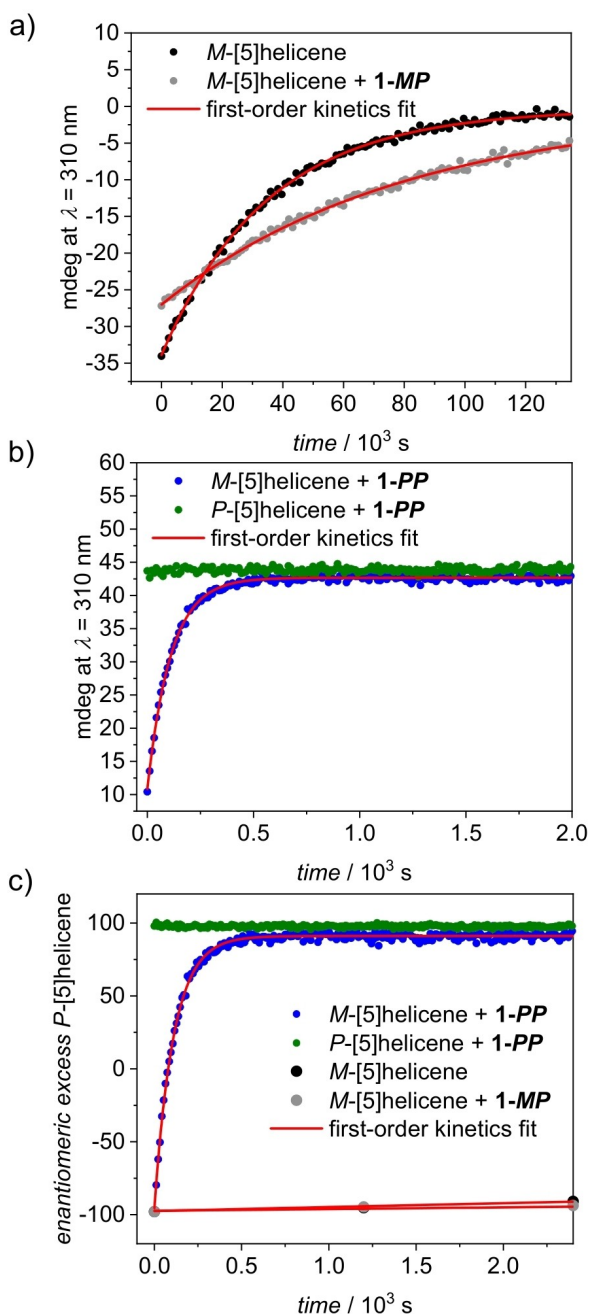 a)
10
5
0
-5
-10
-15
-20
-25
-30
-35
mdeg at λ = 310 nm
M-[5]helicene
M-[5]helicene + 1-MP
first-order kinetics fit
0 20 40 60 80 100 120
time / 10³ s
b)
60
55
50
45
40
35
30
25
20
15
10
mdeg at λ = 310 nm
M-[5]helicene + 1-PP
P-[5]helicene + 1-PP
first-order kinetics fit
0.0 0.5 1.0 1.5 2.0
time / 10³ s
c)
100
50
0
-50
-100
enantiomeric excess P-[5]helicene
M-[5]helicene + 1-PP
P-[5]helicene + 1-PP
M-[5]helicene
M-[5]helicene + 1-MP
first-order kinetics fit
0.0 0.5 1.0 1.5 2.0
time / 10³ s